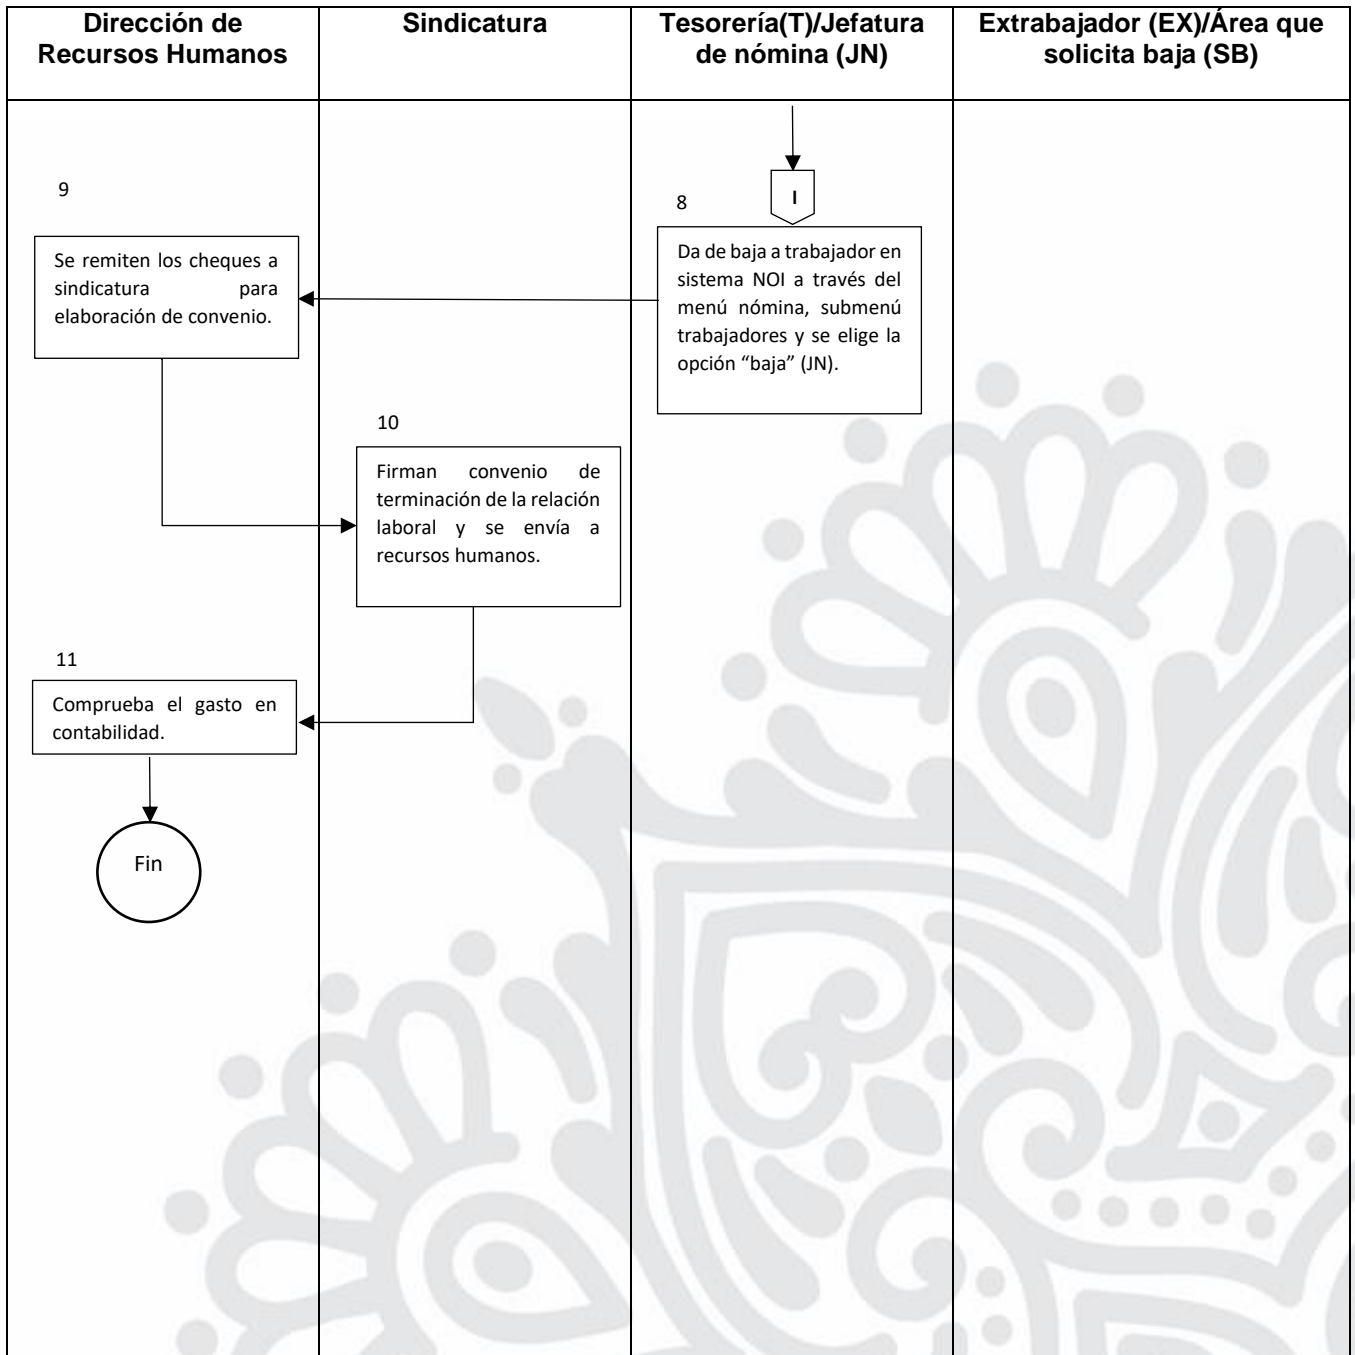 Dirección de
Recursos Humanos
Sindicatura
Tesorería(T)/Jefatura
de nómina (JN)
Extrabajador (EX)/Área que
solicita baja (SB)
I
8
Da de baja a trabajador en
sistema NOI a través del
menú nómina, submenú
trabajadores y se elige la
opción “baja” (JN).
9
Se remiten los cheques a
sindicatura para
elaboración de convenio.
10
Firman convenio de
terminación de la relación
laboral y se envía a
recursos humanos.
11
Comprueba el gasto en
contabilidad.
Fin